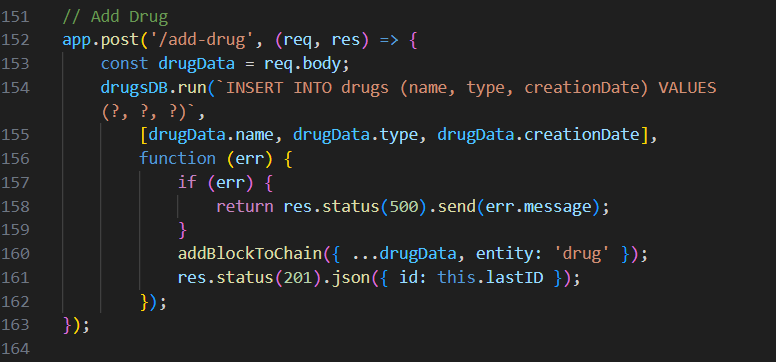 151 // Add Drug
152 app.post('/add-drug', (req, res) => {
153 const drugData = req.body;
154 drugsDB.run(`INSERT INTO drugs (name, type, creationDate) VALUES
(?, ?, ?)`,
155 [drugData.name, drugData.type, drugData.creationDate],
156 function (err) {
157 if (err) {
158 return res.status(500).send(err.message);
159 }
160 addBlockToChain({ ...drugData, entity: 'drug' });
161 res.status(201).json({ id: this.lastID });
162 });
163 });
164